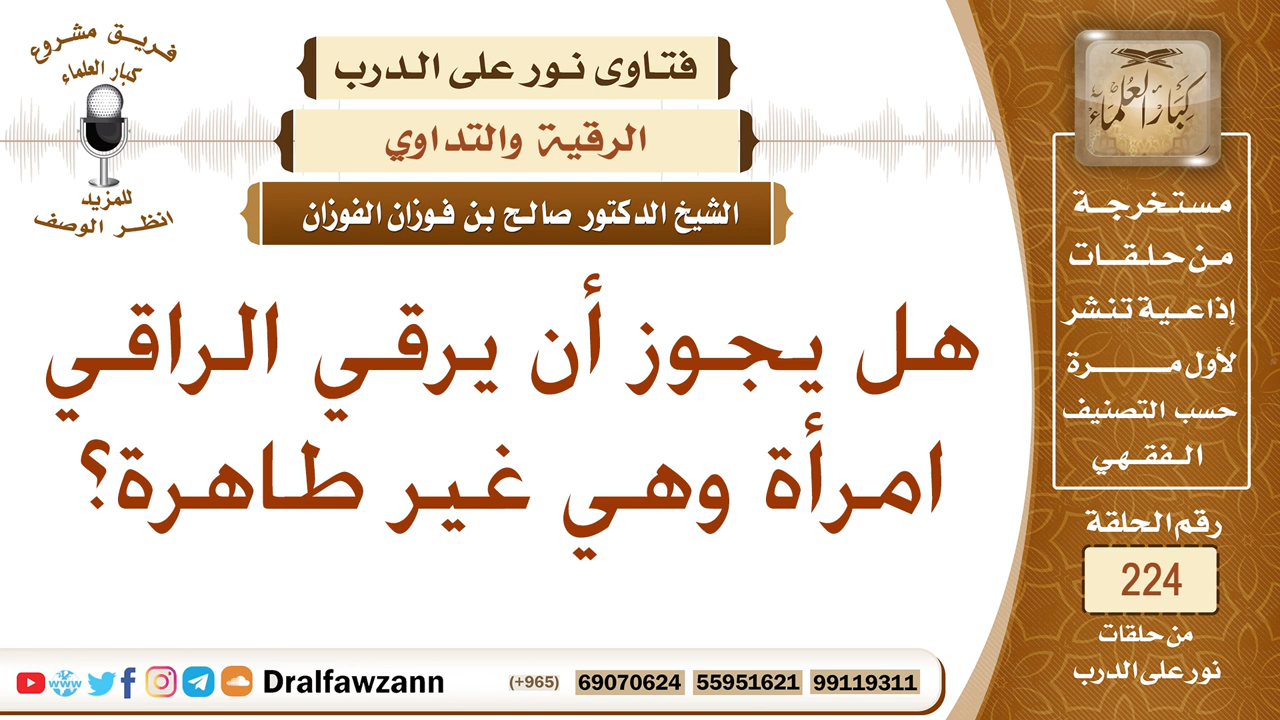 فريق مشروع
كبار العلماء
للمزيد
انظر الوصف
فتاوى نور على الدرب
الرقية والتداوي
الشيخ الدكتور صالح بن فوزان الفوزان
هل يجوز أن يرقي الراقي
امرأة وهي غير طاهرة؟
كبار العلماء
مستخرجة
من حلقات
إذاعية تنشر
لأول مرة
حسب التصنيف
الفقهي
رقم الحلقة
224
من حلقات
نور على الدرب
www Dralfawzann (+965) 69070624 55951621 99119311